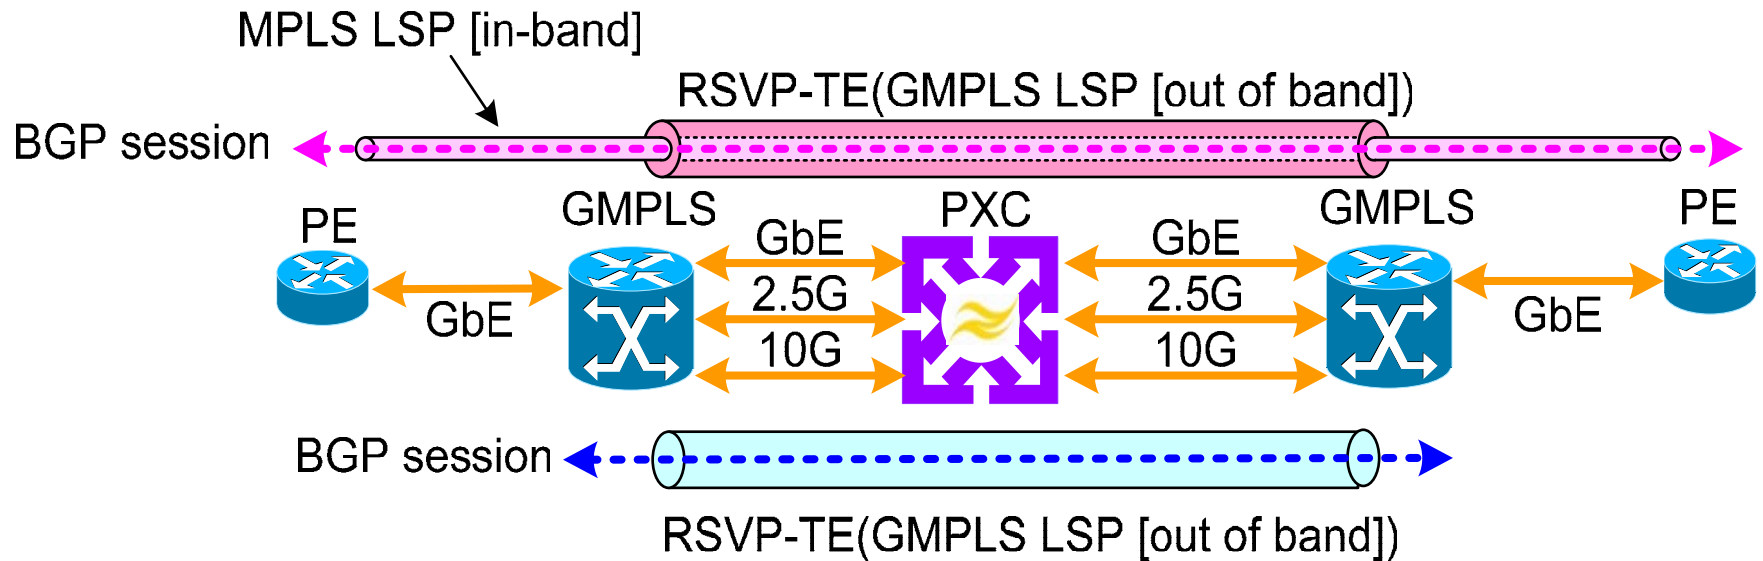 MPLS LSP [in-band]
RSVP-TE(GMPLS LSP [out of band])
BGP session
PE
GMPLS
PXC
GMPLS
PE
GbE
GbE
2.5G
2.5G
GbE
GbE
10G
10G
BGP session
RSVP-TE(GMPLS LSP [out of band])